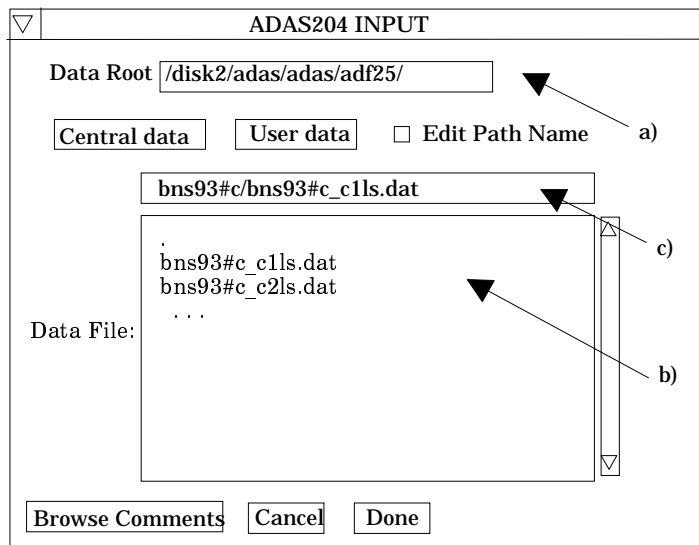 ADAS204 INPUT
Data Root /disk2/adas/adas/adf25/
Central data User data Edit Path Name a)
bns93#c/bns93#c_c1ls.dat
c)
.
bns93#c_c1ls.dat
bns93#c_c2ls.dat
. . .
Data File:
b)
Browse Comments Cancel Done